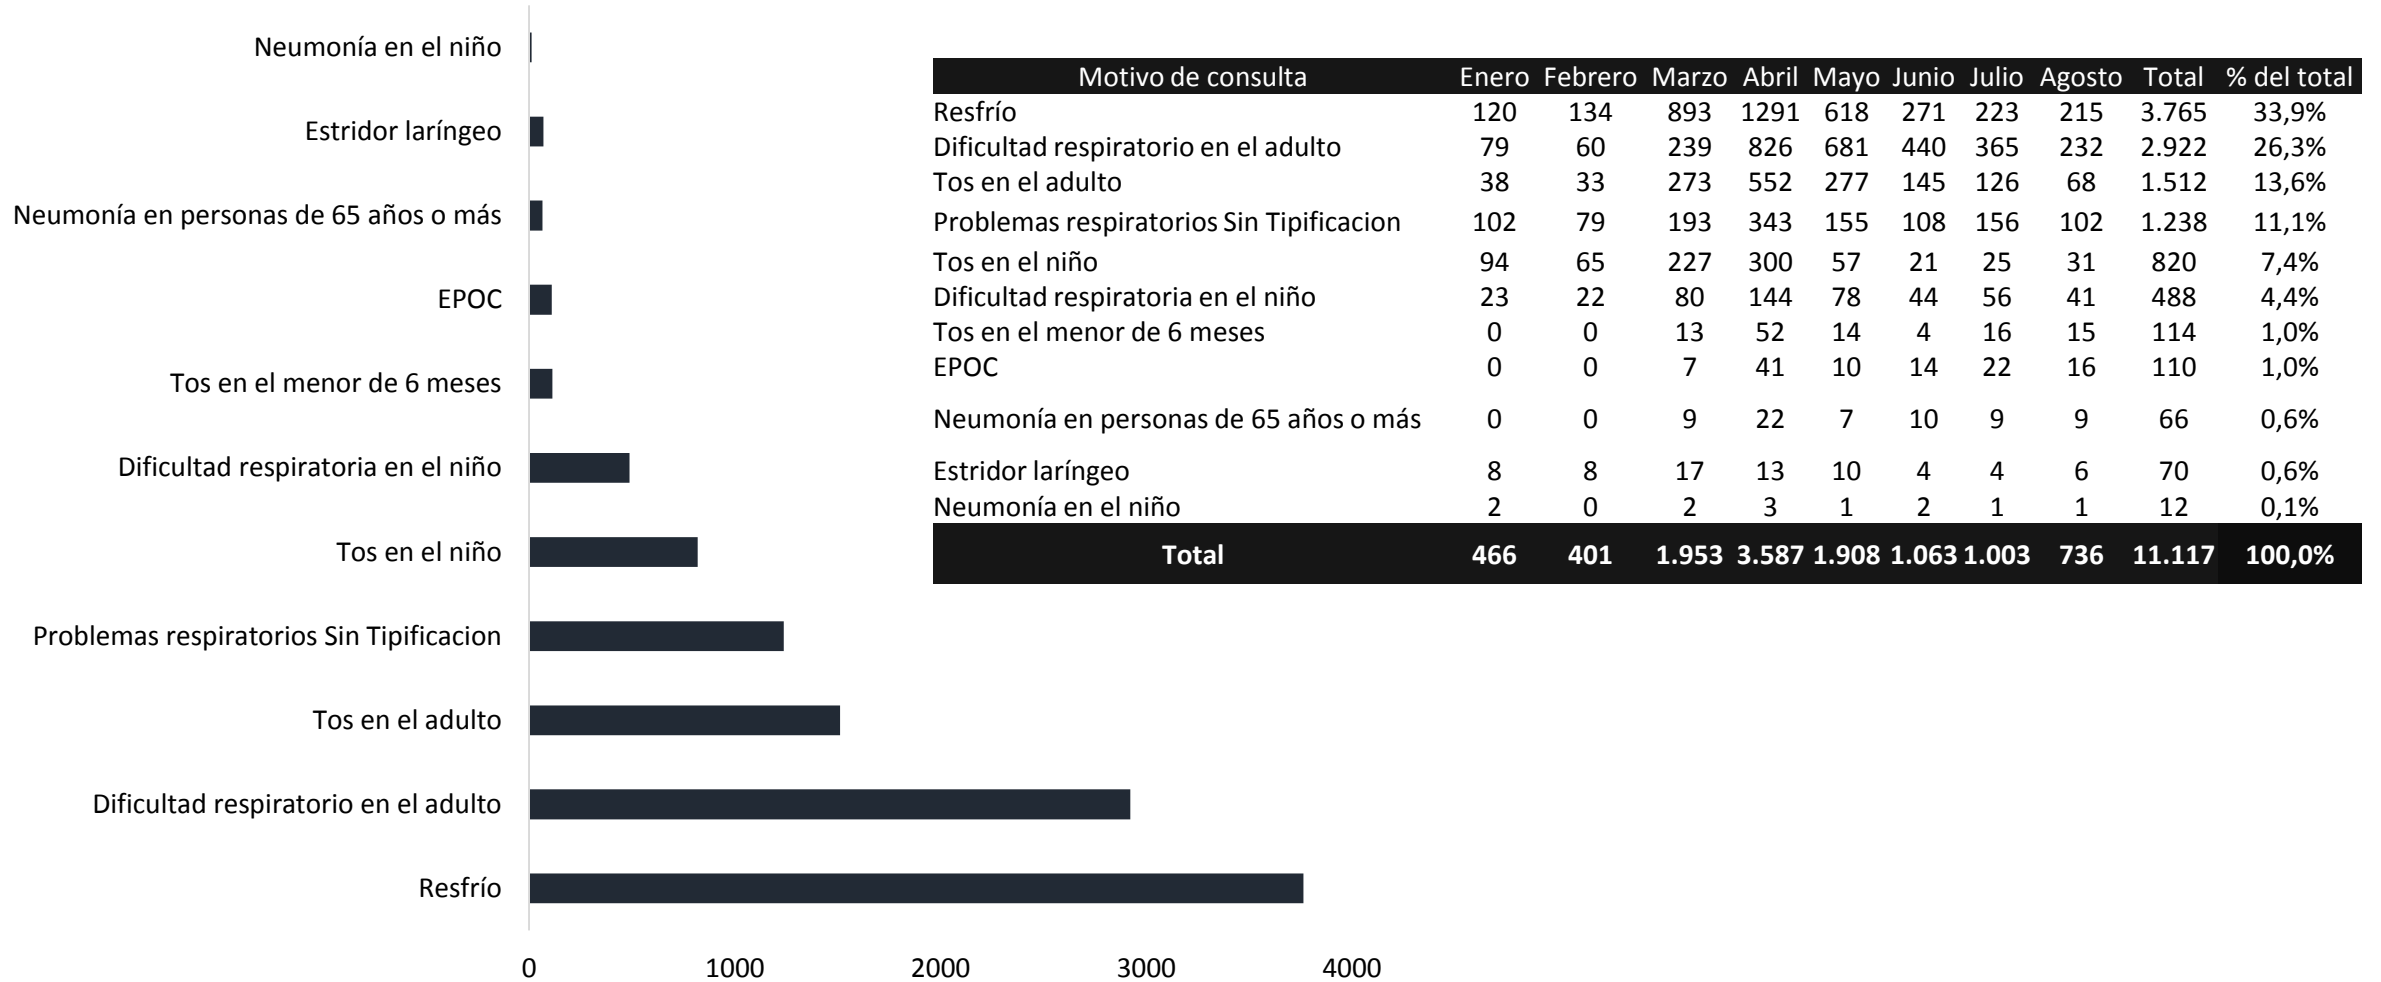 Neumonía en el niño
Estridor laríngeo
Neumonía en personas de 65 años o más
EPOC
Tos en el menor de 6 meses
Dificultad respiratoria en el niño
Tos en el niño
Problemas respiratorios Sin Tipificacion
Tos en el adulto
Dificultad respiratorio en el adulto
Resfrío
0 1000 2000 3000 4000
Motivo de consulta Enero Febrero Marzo Abril Mayo Junio Julio Agosto Total % del total
Resfrío 120 134 893 1291 618 271 223 215 3.765 33,9%
Dificultad respiratorio en el adulto 79 60 239 826 681 440 365 232 2.922 26,3%
Tos en el adulto 38 33 273 552 277 145 126 68 1.512 13,6%
Problemas respiratorios Sin Tipificacion 102 79 193 343 155 108 156 102 1.238 11,1%
Tos en el niño 94 65 227 300 57 21 25 31 820 7,4%
Dificultad respiratoria en el niño 23 22 80 144 78 44 56 41 488 4,4%
Tos en el menor de 6 meses 0 0 13 52 14 4 16 15 114 1,0%
EPOC 0 0 7 41 10 14 22 16 110 1,0%
Neumonía en personas de 65 años o más 0 0 9 22 7 10 9 9 66 0,6%
Estridor laríngeo 8 8 17 13 10 4 4 6 70 0,6%
Neumonía en el niño 2 0 2 3 1 2 1 1 12 0,1%
Total 466 401 1.953 3.587 1.908 1.063 1.003 736 11.117 100,0%